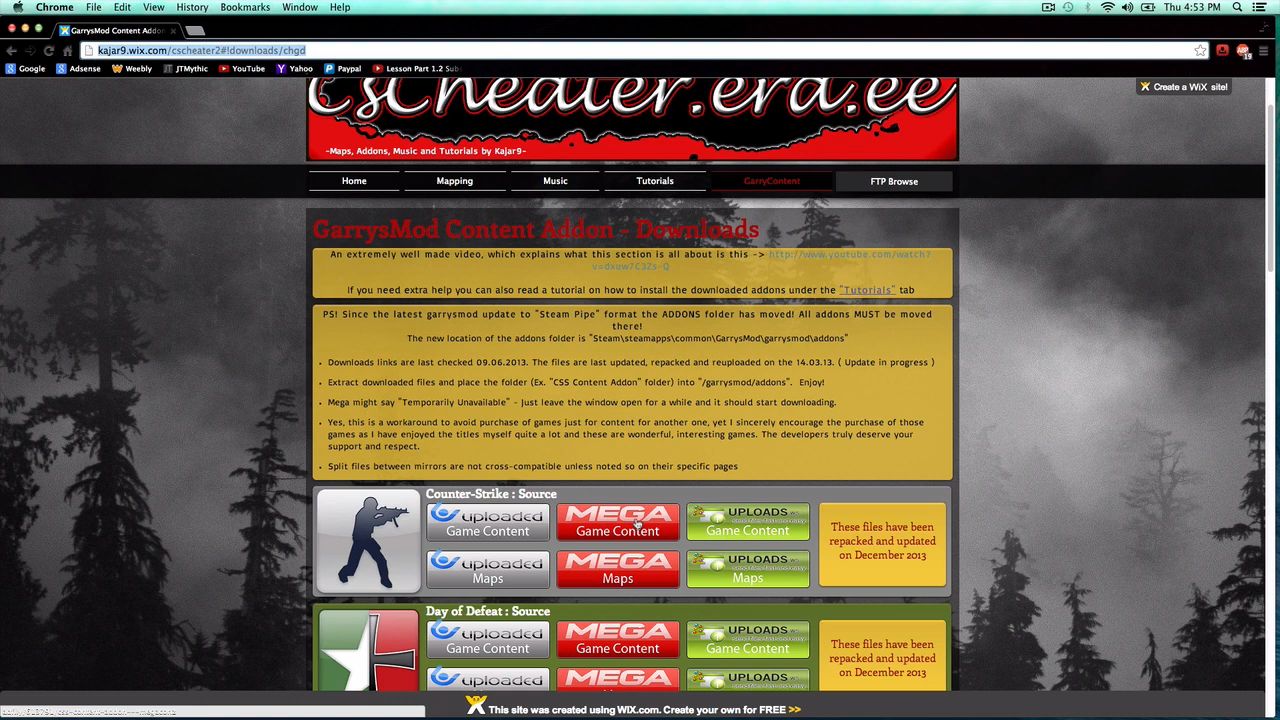 Chrome File Edit View History Bookmarks Window Help Thu 4:53 PM
GarrysMod Content Addon
kajar9.wix.com/cscheater2#!downloads/chgd
Google Adsense Weebly JTMythic YouTube Yahoo Paypal Lesson Part 1.2 Sub
19
CsCheater.era.ee
Create a WiX site!
-Maps, Addons, Music and Tutorials by Kajar9-
Home Mapping Music Tutorials GarryContent FTP Browse
GarrysMod Content Addon - Downloads
An extremely well made video, which explains what this section is all about is this -> http://www.youtube.com/watch?
If you need extra help you can also read a tutorial on how to install the downloaded addons under the "Tutorials" tab
PS! Since the latest garrysmod update to "Steam Pipe" format the ADDONS folder has moved! All addons MUST be moved
there!
The new location of the addons folder is "Steam\steamapps\common\GarrysMod\garrysmod\addons"
• Downloads links are last checked 09.06.2013. The files are last updated, repacked and reuploaded on the 14.03.13. ( Update in progress )
• Extract downloaded files and place the folder (Ex. "CSS Content Addon" folder) into "/garrysmod/addons". Enjoy!
• Mega might say "Temporarily Unavailable" - Just leave the window open for a while and it should start downloading.
• Yes, this is a workaround to avoid purchase of games just for content for another one, yet I sincerely encourage the purchase of those
games as I have enjoyed the titles myself quite a lot and these are wonderful, interesting games. The developers truly deserve your
support and respect.
• Split files between mirrors are not cross-compatible unless noted so on their specific pages
Counter-Strike : Source
uploaded MEGA UPLOADS
Game Content Game Content Game Content
uploaded MEGA UPLOADS
Maps Maps Maps
These files have been
repacked and updated
on December 2013
Day of Defeat : Source
uploaded MEGA UPLOADS
Game Content Game Content Game Content
uploaded MEGA UPLOADS
These files have been
repacked and updated
on December 2013
This site was created using WIX.com. Create your own for FREE >>